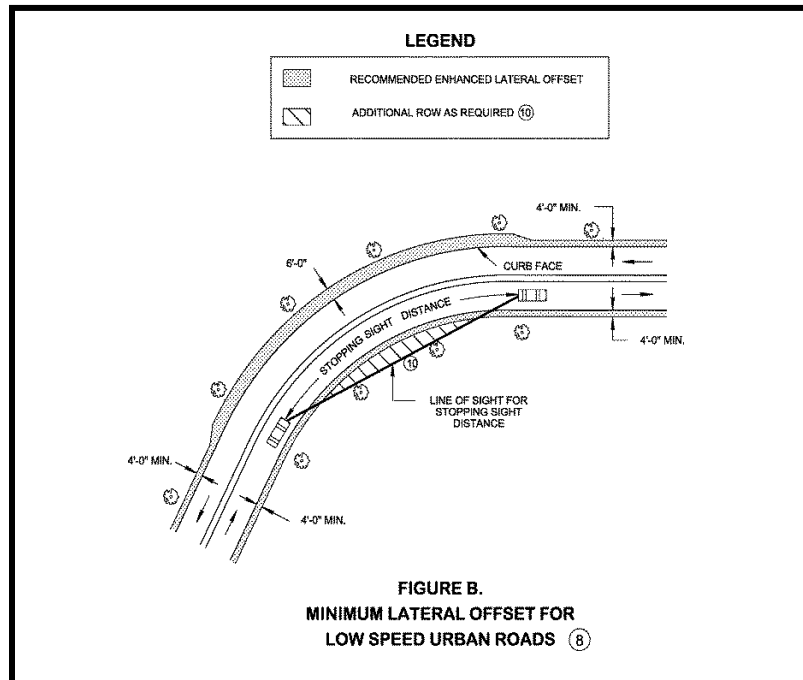 LEGEND
RECOMMENDED ENHANCED LATERAL OFFSET
ADDITIONAL ROW AS REQUIRED 10
4'-0" MIN.
6'-0"
CURB FACE
STOPPING SIGHT DISTANCE
4'-0" MIN.
10
LINE OF SIGHT FOR
STOPPING SIGHT
DISTANCE
4'-0" MIN.
4'-0" MIN.
FIGURE B.
MINIMUM LATERAL OFFSET FOR
LOW SPEED URBAN ROADS 8